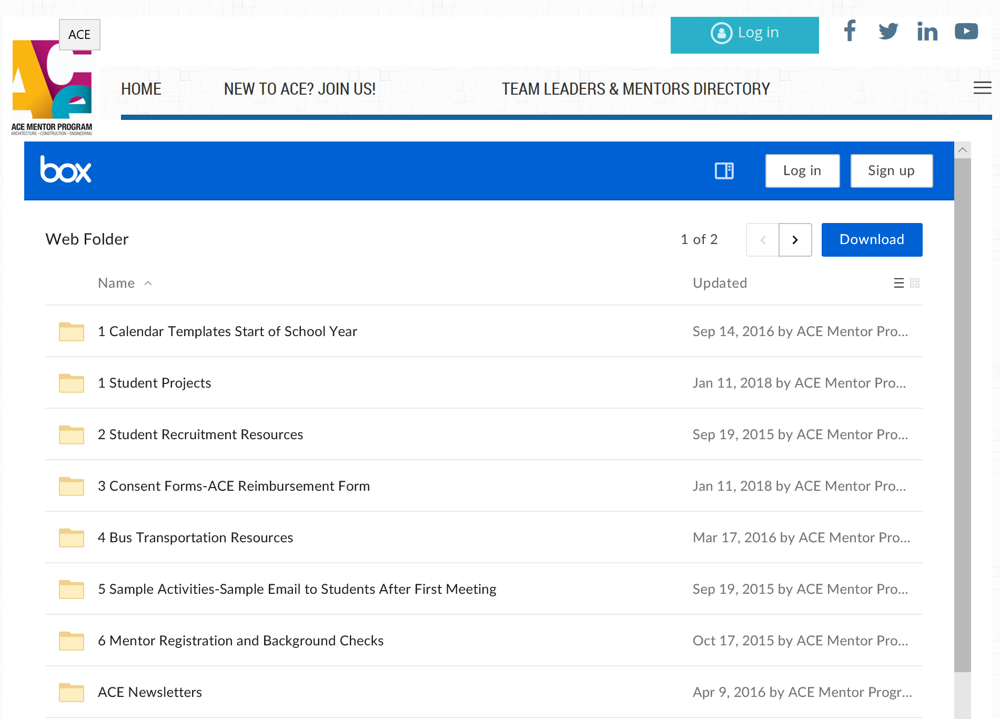 ACE
Log in
ACE MENTOR PROGRAM
ARCHITECTURE • CONSTRUCTION • ENGINEERING
HOME
NEW TO ACE? JOIN US!
TEAM LEADERS & MENTORS DIRECTORY
box
Log in
Sign up
Web Folder
1 of 2
Download
Name
Updated
1 Calendar Templates Start of School Year
Sep 14, 2016 by ACE Mentor Pro...
1 Student Projects
Jan 11, 2018 by ACE Mentor Pro...
2 Student Recruitment Resources
Sep 19, 2015 by ACE Mentor Pro...
3 Consent Forms-ACE Reimbursement Form
Jan 11, 2018 by ACE Mentor Pro...
4 Bus Transportation Resources
Mar 17, 2016 by ACE Mentor Pro...
5 Sample Activities-Sample Email to Students After First Meeting
Sep 19, 2015 by ACE Mentor Pro...
6 Mentor Registration and Background Checks
Oct 17, 2015 by ACE Mentor Pro...
ACE Newsletters
Apr 9, 2016 by ACE Mentor Progr...